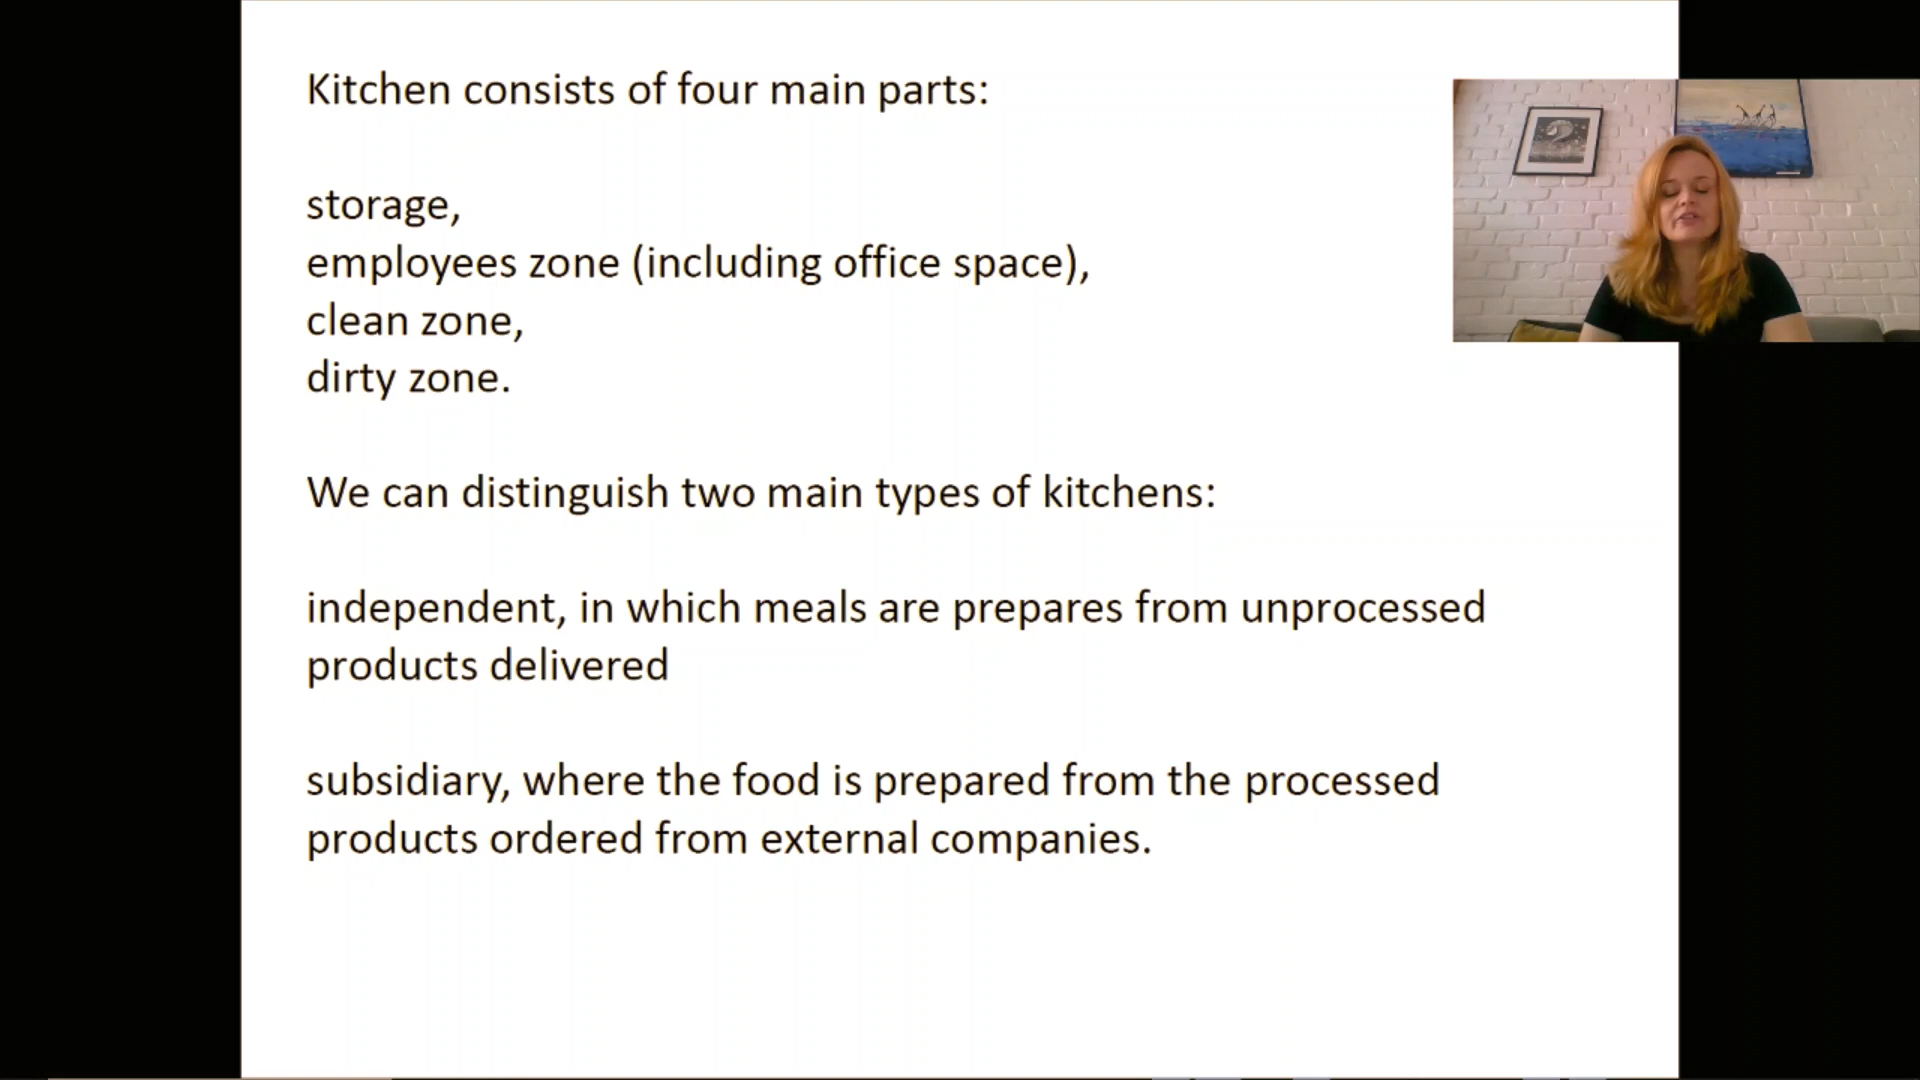 Kitchen consists of four main parts:
storage,
employees zone (including office space),
clean zone,
dirty zone.
We can distinguish two main types of kitchens:
independent, in which meals are prepares from unprocessed
products delivered
subsidiary, where the food is prepared from the processed
products ordered from external companies.